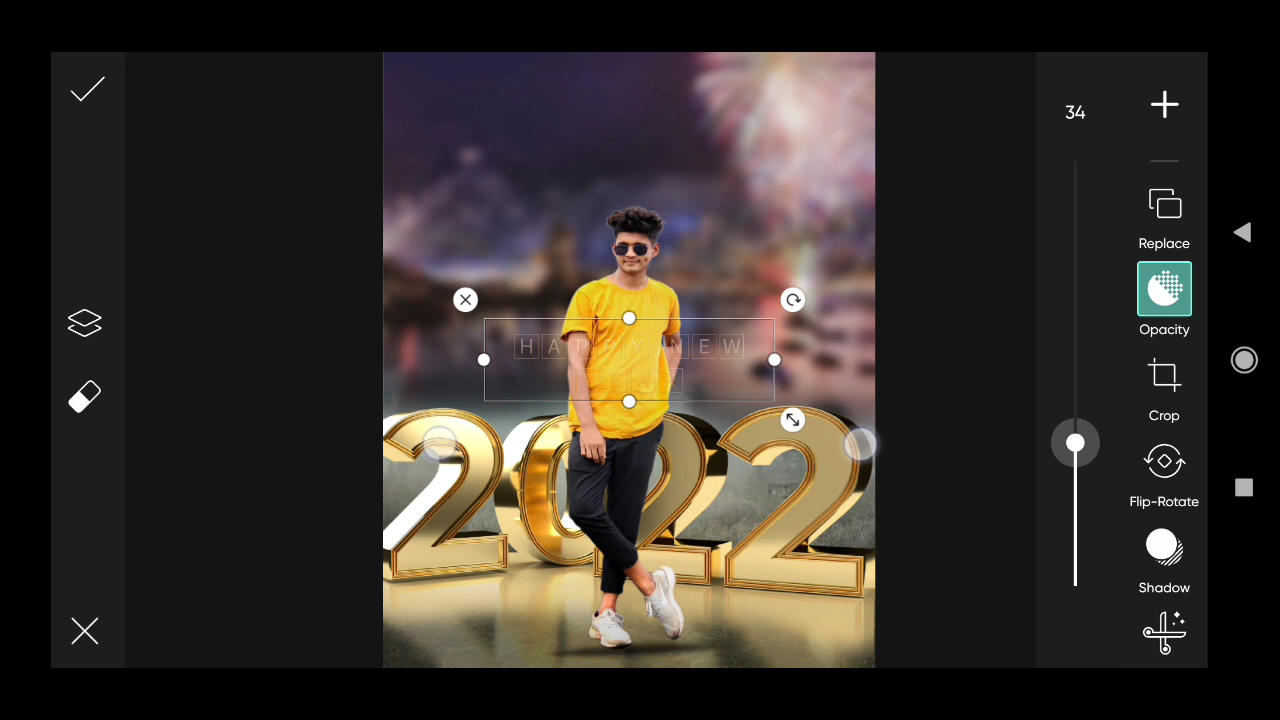 34
Replace
Opacity
Crop
Flip-Rotate
Shadow
HAPPY NEW
2022